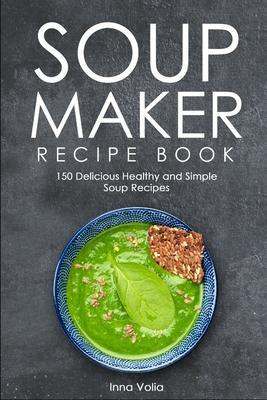 SOUP
MAKER
RECIPE BOOK
150 Delicious Healthy and Simple
Soup Recipes
Inna Volia